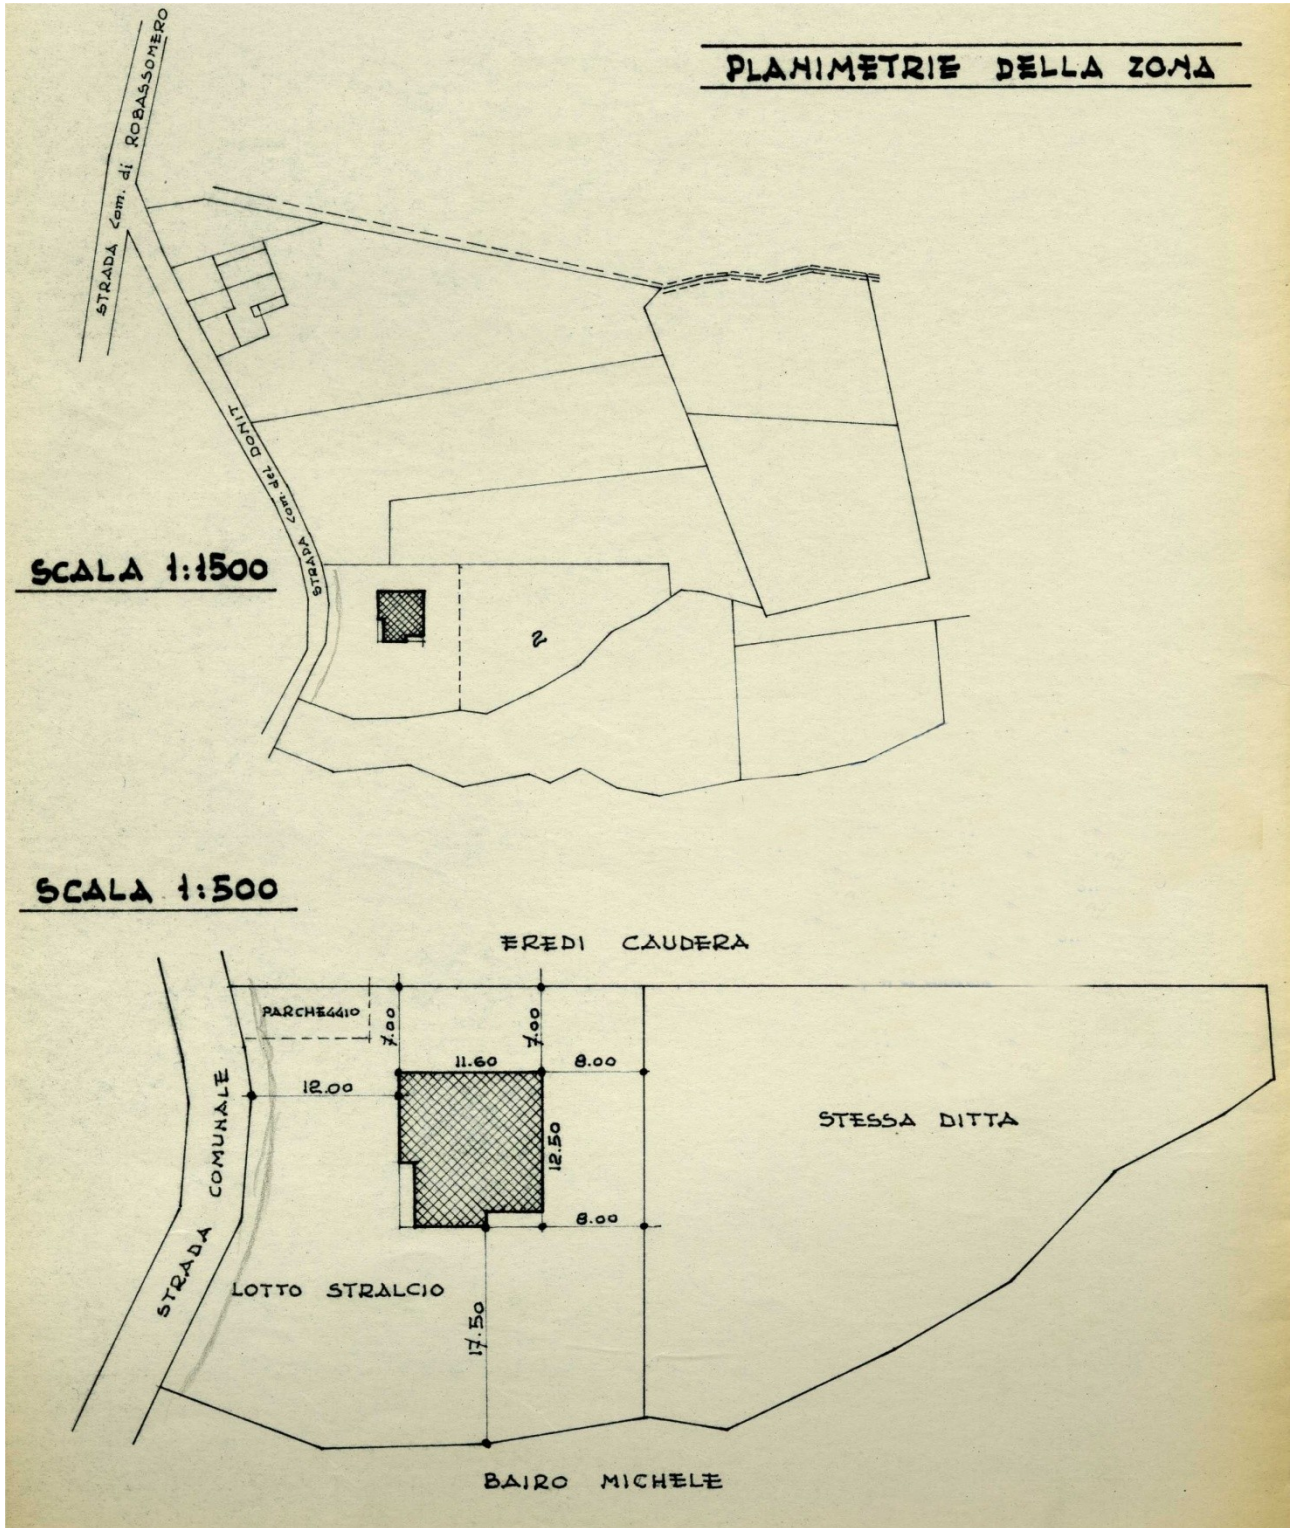 PLANIMETRIE DELLA ZONA
STRADA com. di ROBASSOMERO
STRADA com. del DONIT
SCALA 1:1500
2
SCALA 1:500
EREDI CAUDERA
PARCHEGGIO
7.00
7.00
11.60
8.00
12.00
STRADA COMUNALE
12.50
STESSA DITTA
8.00
LOTTO STRALCIO
17.50
BAIRO MICHELE